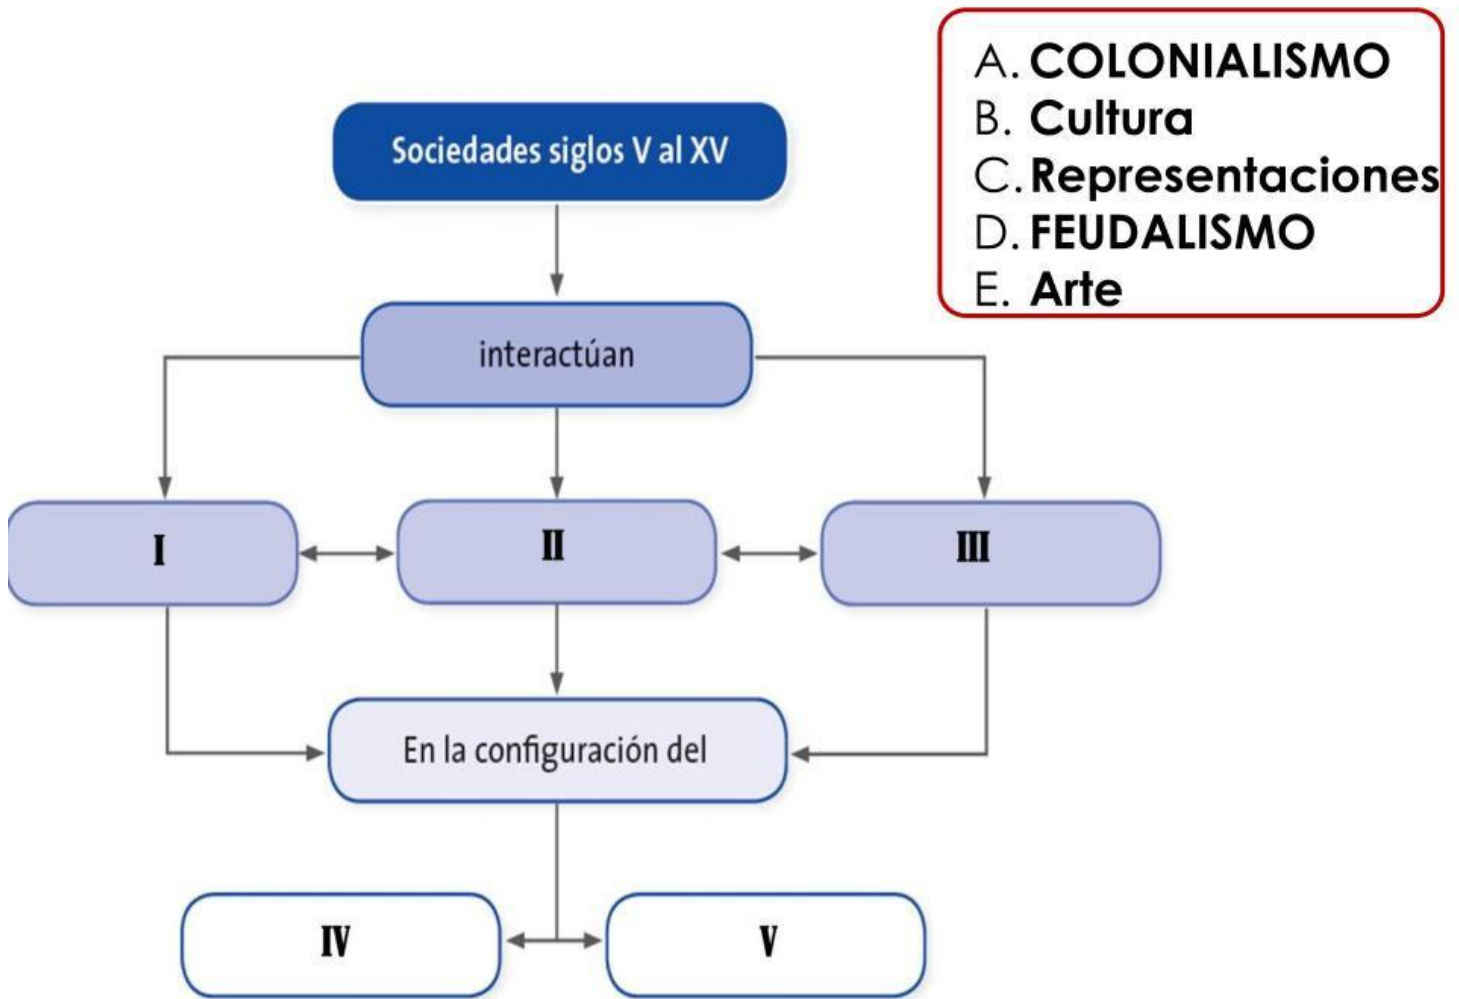 A. COLONIALISMO
B. Cultura
C. Representaciones
D. FEUDALISMO
E. Arte
Sociedades siglos V al XV
interactúan
I
II
III
En la configuración del
IV
V